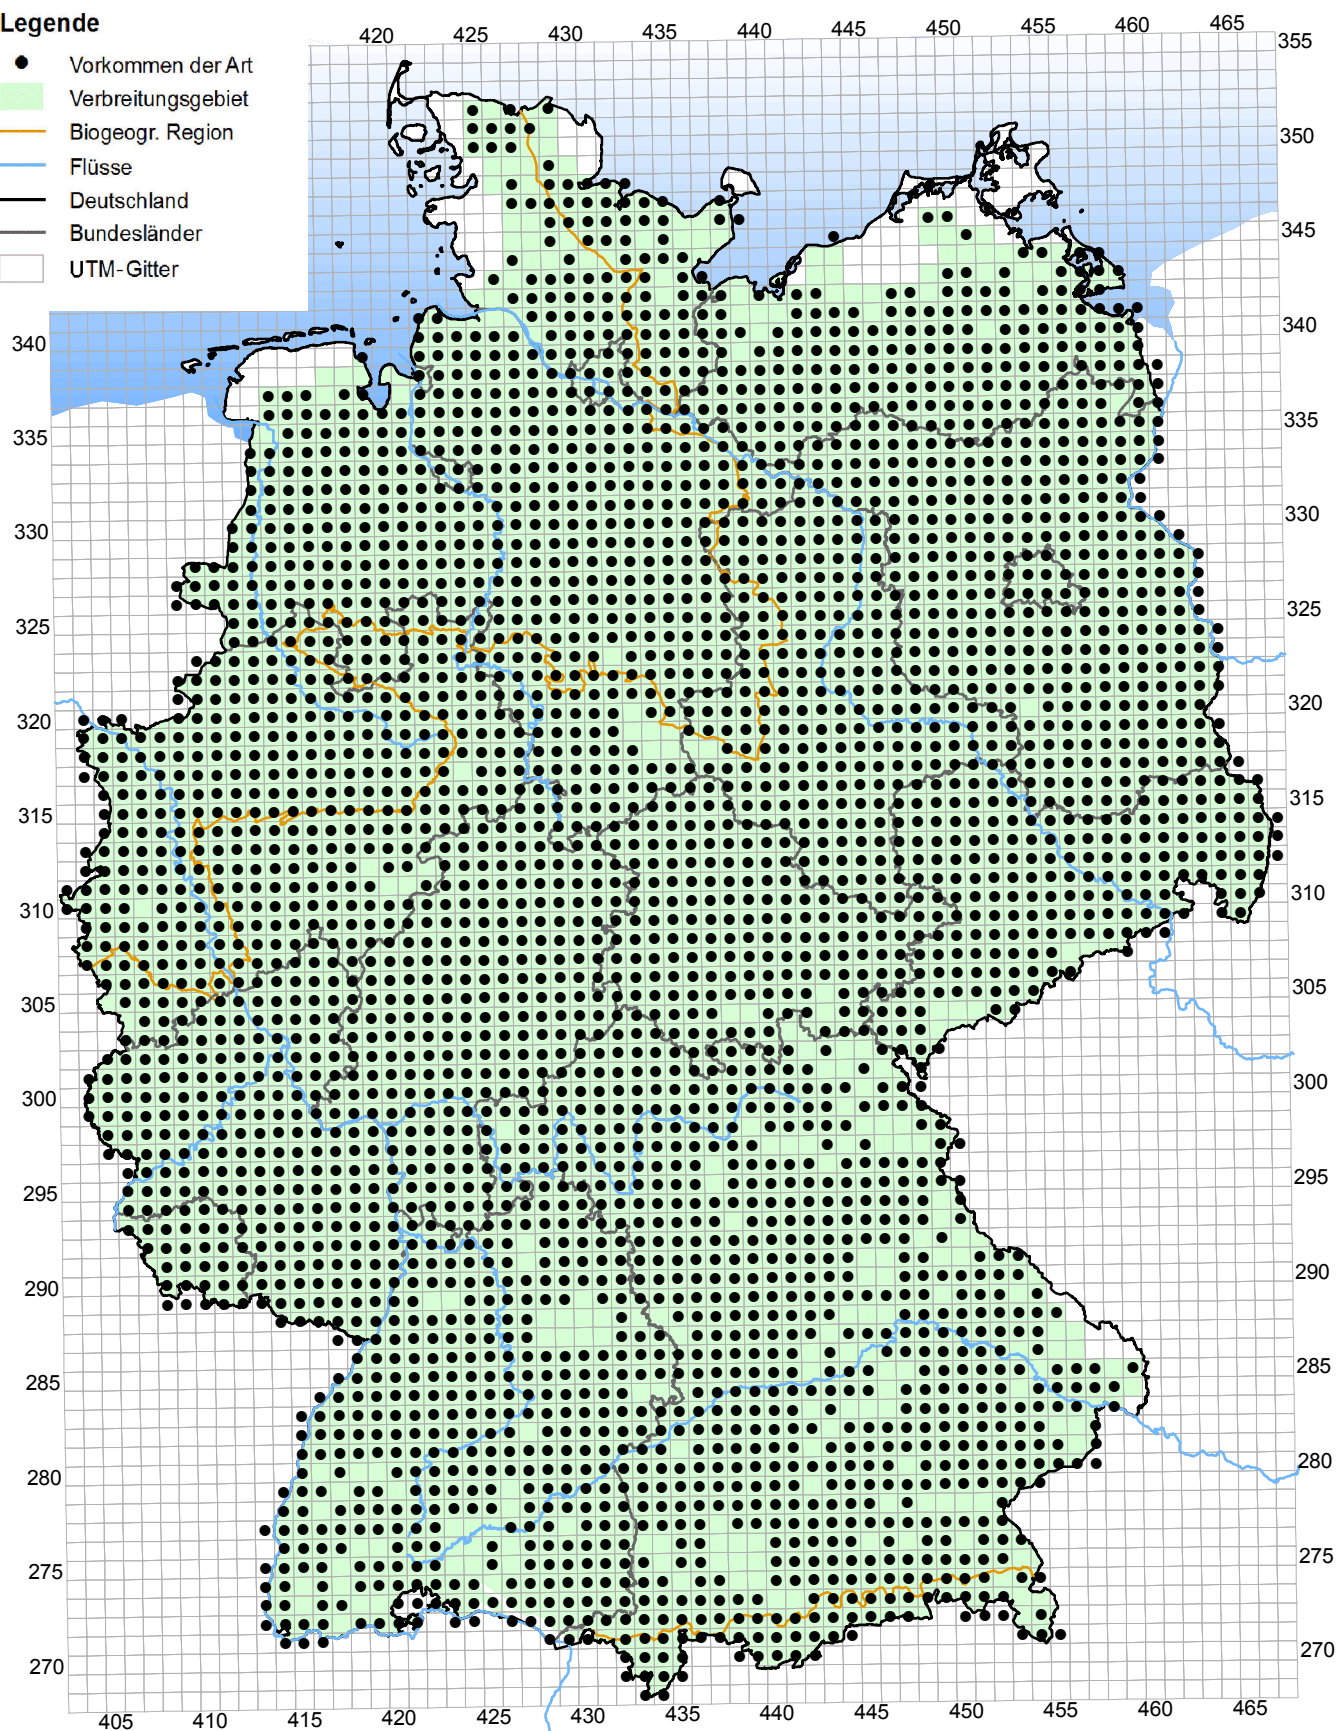 Legende
Vorkommen der Art
Verbreitungsgebiet
Biogeogr. Region
Flüsse
Deutschland
Bundesländer
UTM-Gitter
420 425 430 435 440 445 450 455 460 465
355
350
345
340 340
335 335
330 330
325 325
320 320
315 315
310 310
305 305
300 300
295 295
290 290
285 285
280 280
275 275
270 270
405 410 415 420 425 430 435 440 445 450 455 460 465